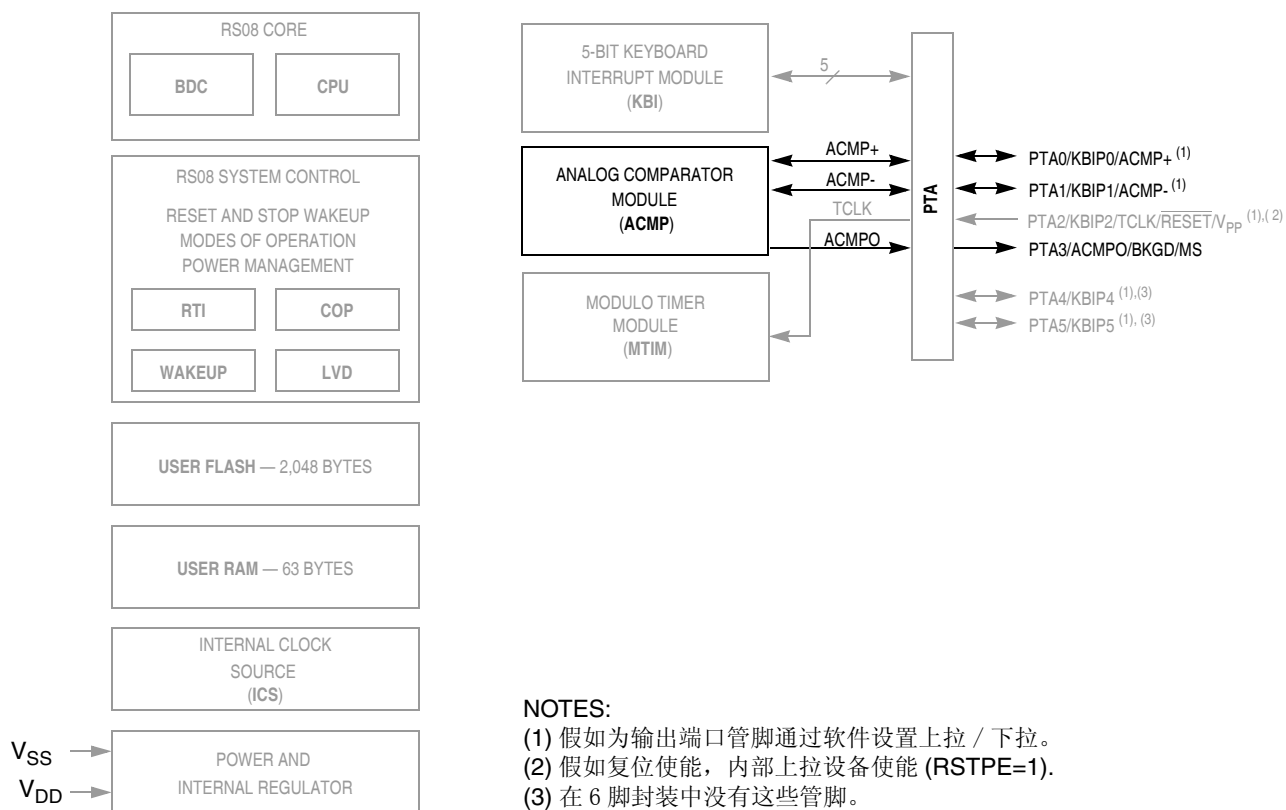 RS08 CORE
BDC
CPU
RS08 SYSTEM CONTROL
RESET AND STOP WAKEUP
MODES OF OPERATION
POWER MANAGEMENT
RTI
COP
WAKEUP
LVD
USER FLASH — 2,048 BYTES
USER RAM — 63 BYTES
INTERNAL CLOCK
SOURCE
(ICS)
VSS
VDD
POWER AND
INTERNAL REGULATOR
5-BIT KEYBOARD
INTERRUPT MODULE
(KBI)
5
ANALOG COMPARATOR
MODULE
(ACMP)
ACMP+
ACMP-
TCLK
ACMPO
MODULO TIMER
MODULE
(MTIM)
PTA
PTA0/KBIP0/ACMP+ (1)
PTA1/KBIP1/ACMP- (1)
PTA2/KBIP2/TCLK/RESET/VPP (1),( 2)
PTA3/ACMPO/BKGD/MS
PTA4/KBIP4 (1),(3)
PTA5/KBIP5 (1), (3)
NOTES:
(1) 假如为输出端口管脚通过软件设置上拉 / 下拉。
(2) 假如复位使能，内部上拉设备使能 (RSTPE=1).
(3) 在 6 脚封装中没有这些管脚。